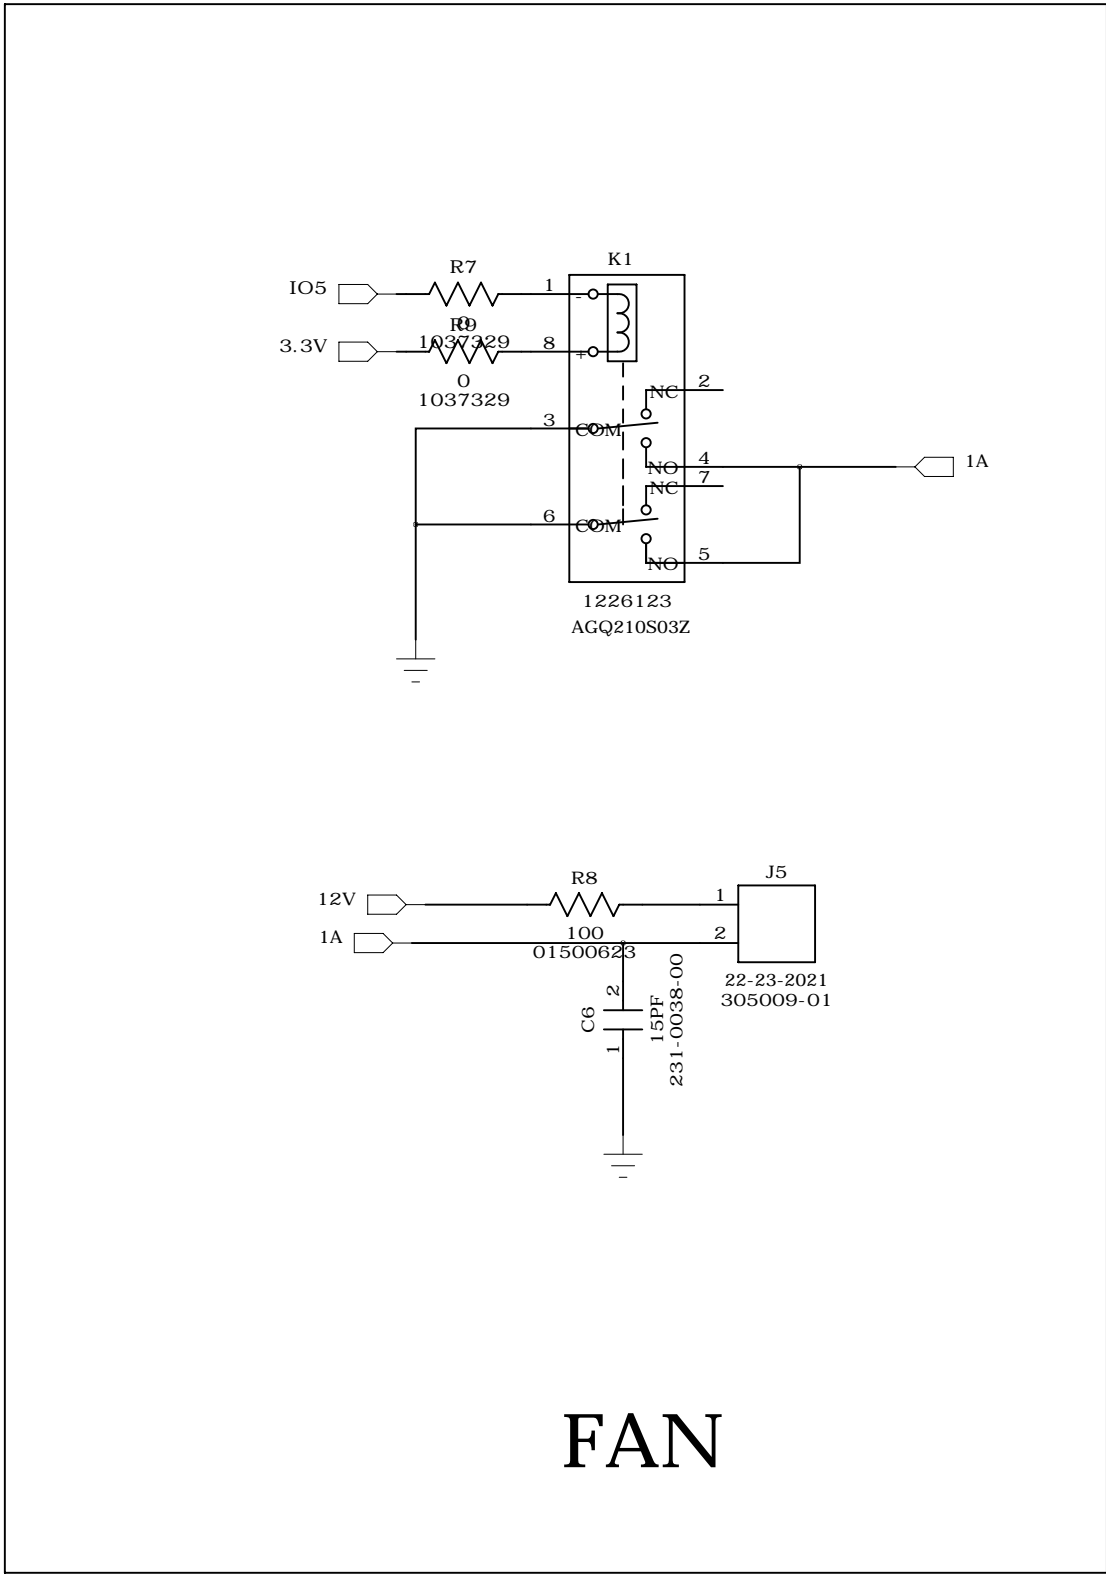 K1
R7
IO5
1
-
0
1037329
R9
3.3V
8
+
0
1037329
NC
2
3
COM
NO
4
1A
NC
7
6
COM
NO
5
1226123
AGQ210S03Z
J5
R8
12V
1
1A
2
100
01500623
22-23-2021
305009-01
C6
2
1
15PF
231-0038-00
FAN